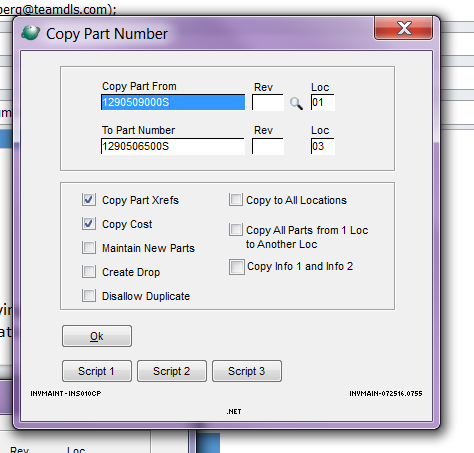 berg@teamdls.com);
Copy Part Number
Copy Part From Rev Loc
1290509000S 01
To Part Number Rev Loc
1290506500S 03
Copy Part Xrefs Copy to All Locations
Copy Cost Copy All Parts from 1 Loc
to Another Loc
Maintain New Parts
Create Drop Copy Info 1 and Info 2
Disallow Duplicate
Ok
Script 1 Script 2 Script 3
INVMAINT - INS010CP INVMAIN-072516.0755
.NET
Rev Loc